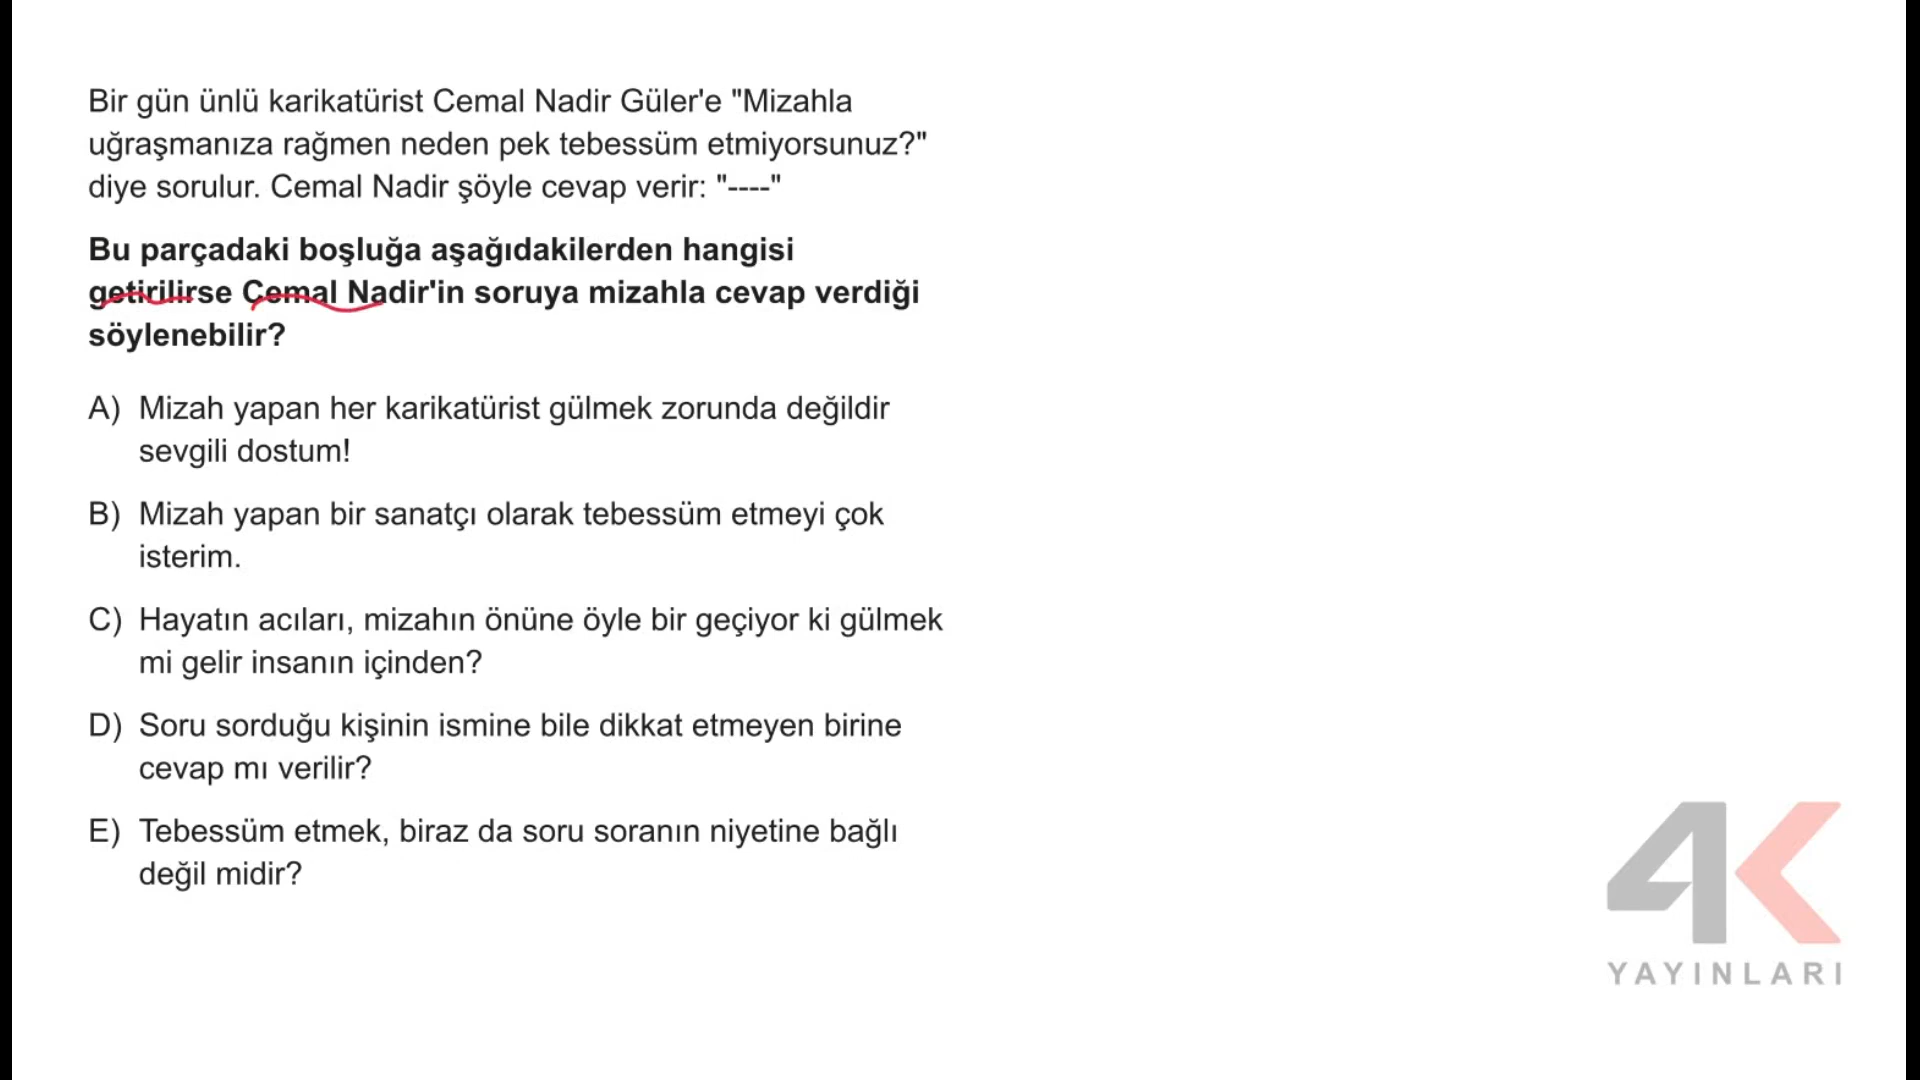 Bir gün ünlü karikatürist Cemal Nadir Güler'e "Mizahla
uğraşmanıza rağmen neden pek tebessüm etmiyorsunuz?"
diye sorulur. Cemal Nadir şöyle cevap verir: "----"
Bu parçadaki boşluğa aşağıdakilerden hangisi
getirilirse Cemal Nadir'in soruya mizahla cevap verdiği
söylenebilir?
A) Mizah yapan her karikatürist gülmek zorunda değildir
sevgili dostum!
B) Mizah yapan bir sanatçı olarak tebessüm etmeyi çok
isterim.
C) Hayatın acıları, mizahın önüne öyle bir geçiyor ki gülmek
mi gelir insanın içinden?
D) Soru sorduğu kişinin ismine bile dikkat etmeyen birine
cevap mı verilir?
E) Tebessüm etmek, biraz da soru soranın niyetine bağlı
değil midir?
4K
YAYINLARI